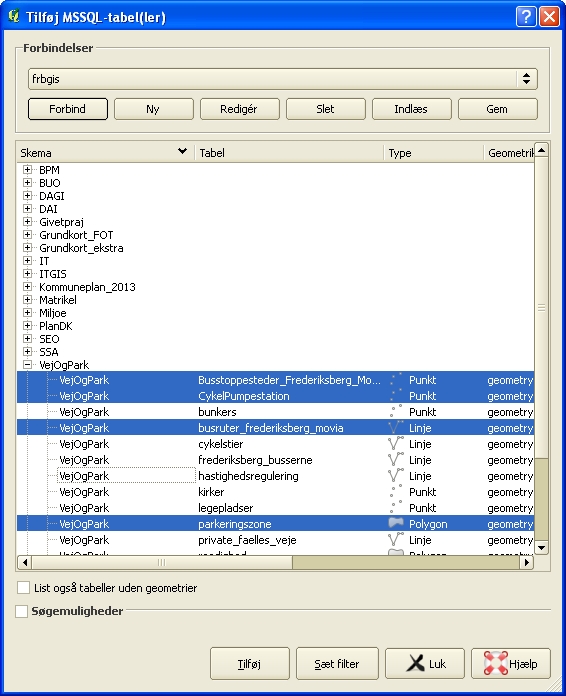 Tilføj MSSQL-tabel(ler)
Forbindelser
frbgis
Forbind Ny Redigér Slet Indlæs Gem
Skema Tabel Type Geometrik
BPM
BUO
DAGI
DAI
Givetpraj
Grundkort_FOT
Grundkort_ekstra
IT
ITGIS
Kommuneplan_2013
Matrikel
Miljoe
PlanDK
SEO
SSA
VejOgPark
VejOgPark Busstoppesteder_Frederiksberg_Mo... Punkt geometry
VejOgPark CykelPumpestation Punkt geometry
VejOgPark bunkers Punkt geometry
VejOgPark busruter_frederiksberg_movia Linje geometry
VejOgPark cykelstier Linje geometry
VejOgPark frederiksberg_busserne Linje geometry
VejOgPark hastighedsregulering Linje geometry
VejOgPark kirker Punkt geometry
VejOgPark legepladser Punkt geometry
VejOgPark parkeringszone Polygon geometry
VejOgPark private_faelles_veje Linje geometry
VejOgPark Polygon geometry
List også tabeller uden geometrier
Søgemuligheder
Tilføj Sæt filter Luk Hjælp